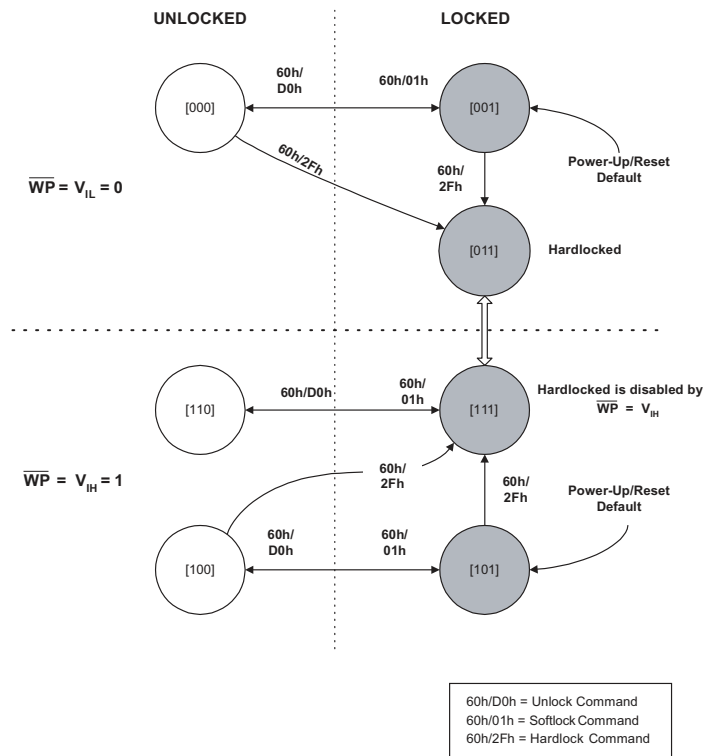 UNLOCKED
LOCKED
60h/
D0h
60h/01h
[000]
[001]
60h/2Fh
60h/
2Fh
Power-Up/Reset
Default
WP = VIL = 0
[011]
Hardlocked
60h/D0h
60h/
01h
[110]
[111]
Hardlocked is disabled by
WP = VIH
60h/
2Fh
60h/
2Fh
WP = VIH = 1
Power-Up/Reset
Default
60h/
D0h
60h/
01h
[100]
[101]
60h/D0h = Unlock Command
60h/01h = Softlock Command
60h/2Fh = Hardlock Command